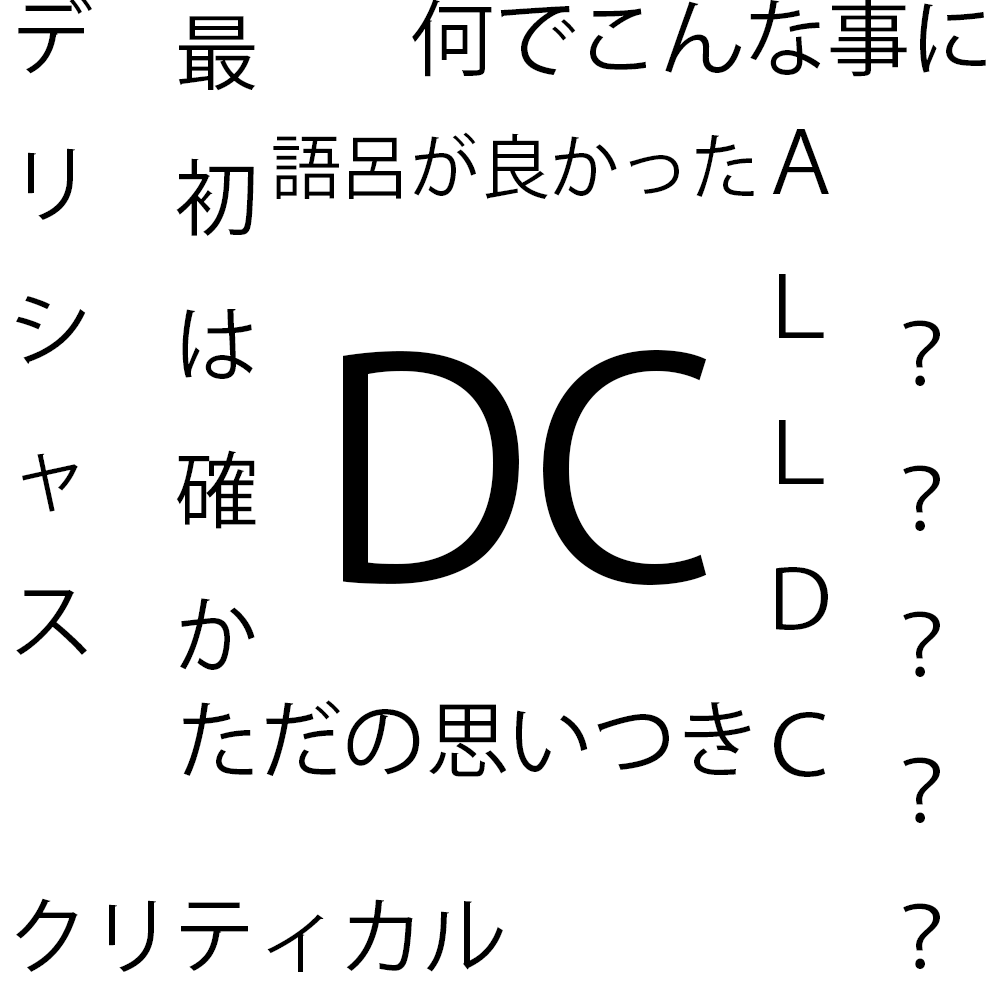 デリシャス
最初は確か
何でこんな事に
語呂が良かった
ALLDC
?????
DC
ただの思いつき
クリティカル